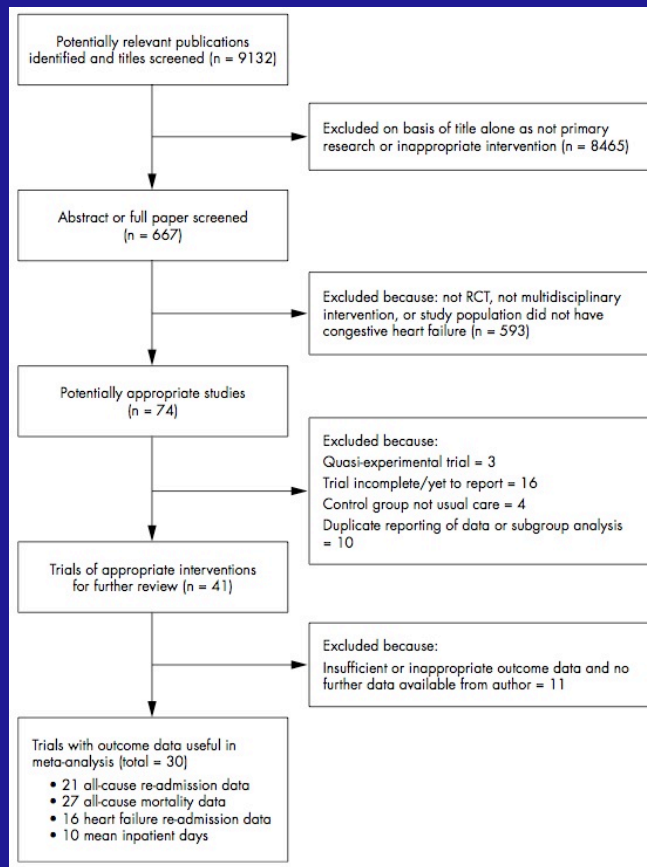 Potentially relevant publications
identified and titles screened (n = 9132)
Excluded on basis of title alone as not primary
research or inappropriate intervention (n = 8465)
Abstract or full paper screened
(n = 667)
Excluded because: not RCT, not multidisciplinary
intervention, or study population did not have
congestive heart failure (n = 593)
Potentially appropriate studies
(n = 74)
Excluded because:
Quasi-experimental trial = 3
Trial incomplete/yet to report = 16
Control group not usual care = 4
Duplicate reporting of data or subgroup analysis
= 10
Trials of appropriate interventions
for further review (n = 41)
Excluded because:
Insufficient or inappropriate outcome data and no
further data available from author = 11
Trials with outcome data useful in
meta-analysis (total = 30)
• 21 all-cause re-admission data
• 27 all-cause mortality data
• 16 heart failure re-admission data
• 10 mean inpatient days